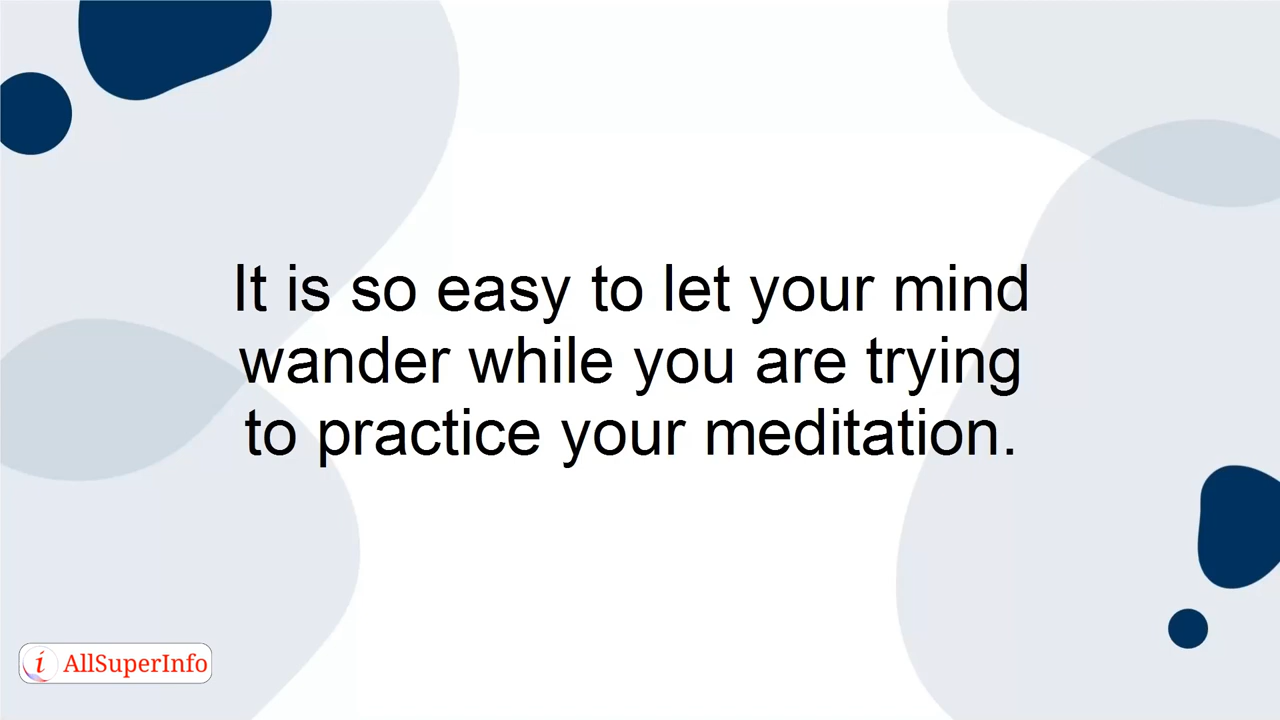 It is so easy to let your mind
wander while you are trying
to practice your meditation.
i AllSuperInfo